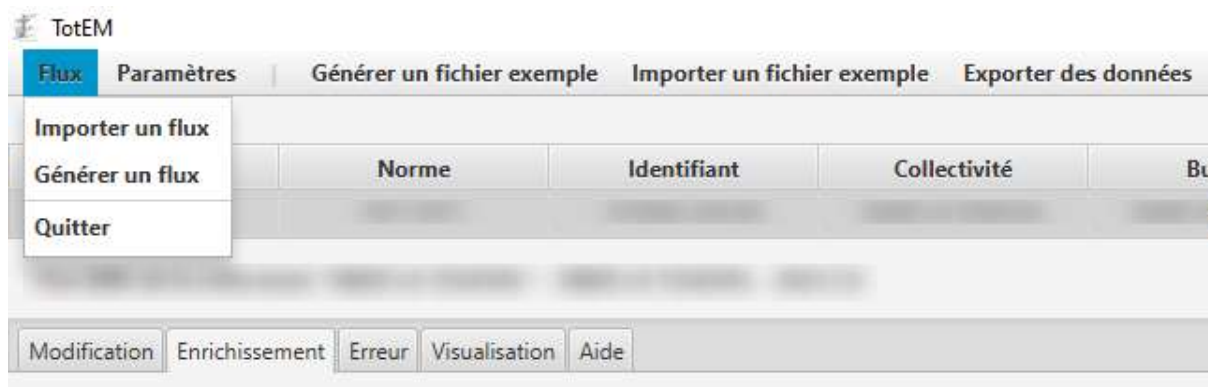 TotEM
Flux Paramètres | Générer un fichier exemple Importer un fichier exemple Exporter des données
Importer un flux
Générer un flux
Quitter
Norme Identifiant Collectivité
Modification Enrichissement Erreur Visualisation Aide